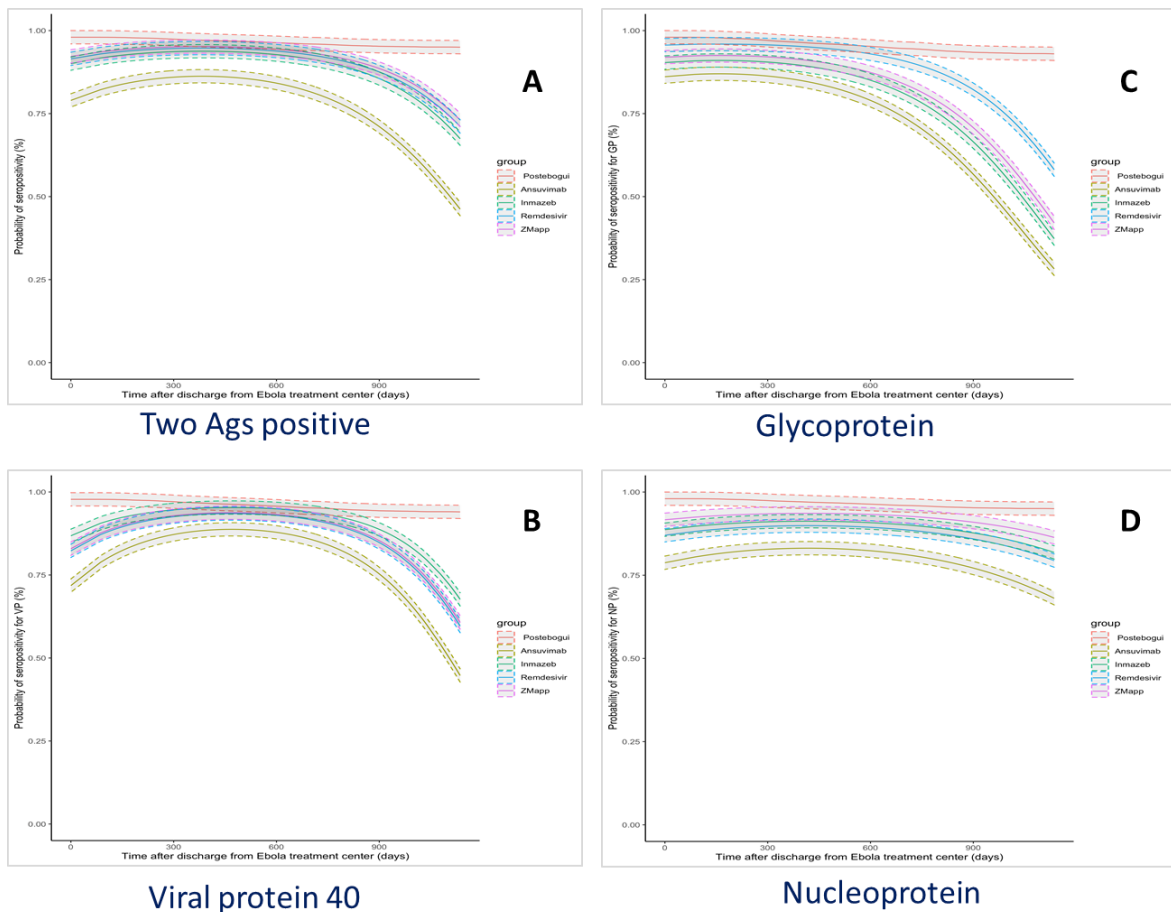 A
Probability of seropositivity (%)
1.00
0.75
0.50
0.25
0.00
0
300
600
900
Time after discharge from Ebola treatment center (days)
group
Postebogui
Ansuvimab
Inmazeb
Remdesivir
ZMapp
Two Ags positive
C
Probability of seropositivity for GP (%)
1.00
0.75
0.50
0.25
0.00
0
300
600
900
Time after discharge from Ebola treatment center (days)
group
Postebogui
Ansuvimab
Inmazeb
Remdesivir
ZMapp
Glycoprotein
B
Probability of seropositivity for VP (%)
1.00
0.75
0.50
0.25
0.00
0
300
600
900
Time after discharge from Ebola treatment center (days)
group
Postebogui
Ansuvimab
Inmazeb
Remdesivir
ZMapp
Viral protein 40
D
Probability of seropositivity for NP (%)
1.00
0.75
0.50
0.25
0.00
0
300
600
900
Time after discharge from Ebola treatment center (days)
group
Postebogui
Ansuvimab
Inmazeb
Remdesivir
ZMapp
Nucleoprotein